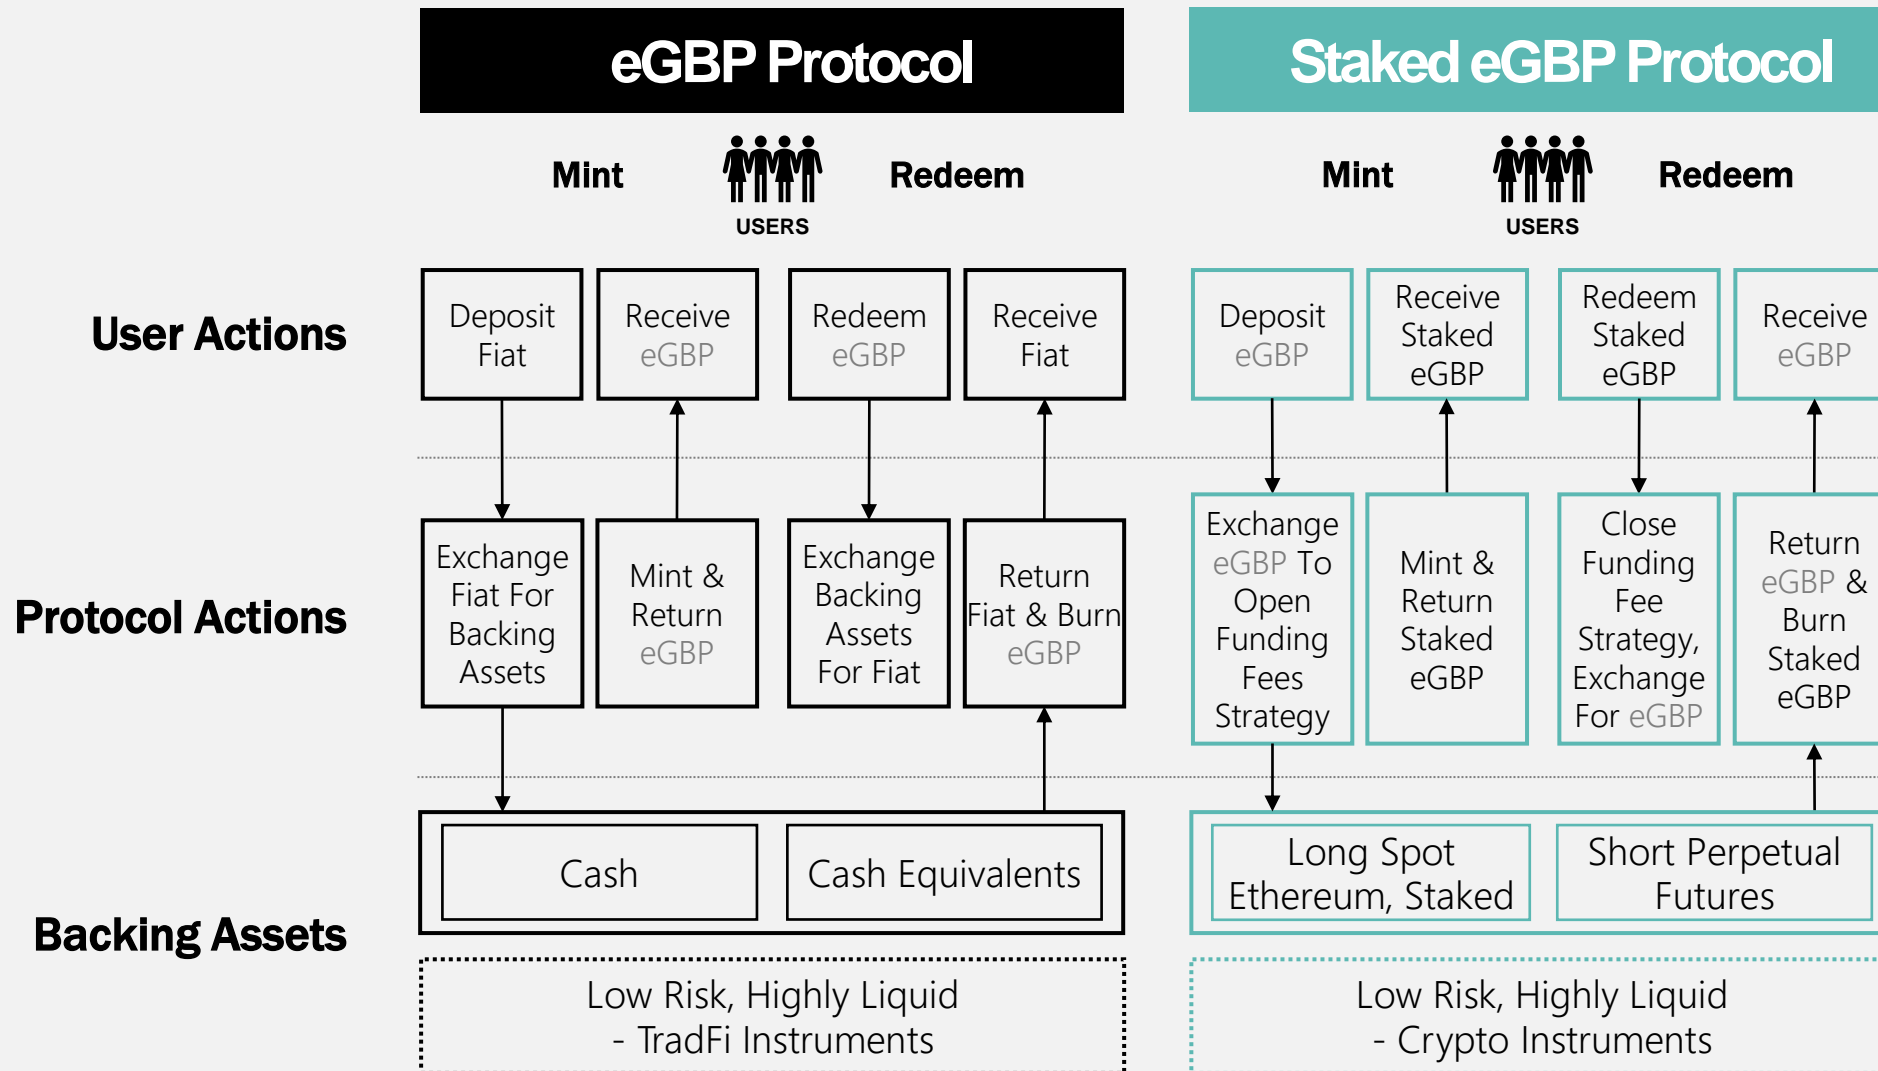 eGBP Protocol
Staked eGBP Protocol
Mint
Redeem
USERS
Mint
Redeem
USERS
User Actions
Deposit
Fiat
Receive
eGBP
Redeem
eGBP
Receive
Fiat
Deposit
eGBP
Receive
Staked
eGBP
Redeem
Staked
eGBP
Receive
eGBP
Protocol Actions
Exchange
Fiat For
Backing
Assets
Mint &
Return
eGBP
Exchange
Backing
Assets
For Fiat
Return
Fiat & Burn
eGBP
Exchange
eGBP To
Open
Funding
Fees
Strategy
Mint &
Return
Staked
eGBP
Close
Funding
Fee
Strategy,
Exchange
For eGBP
Return
eGBP &
Burn
Staked
eGBP
Backing Assets
Cash
Cash Equivalents
Long Spot
Ethereum, Staked
Short Perpetual
Futures
Low Risk, Highly Liquid
- TradFi Instruments
Low Risk, Highly Liquid
- Crypto Instruments